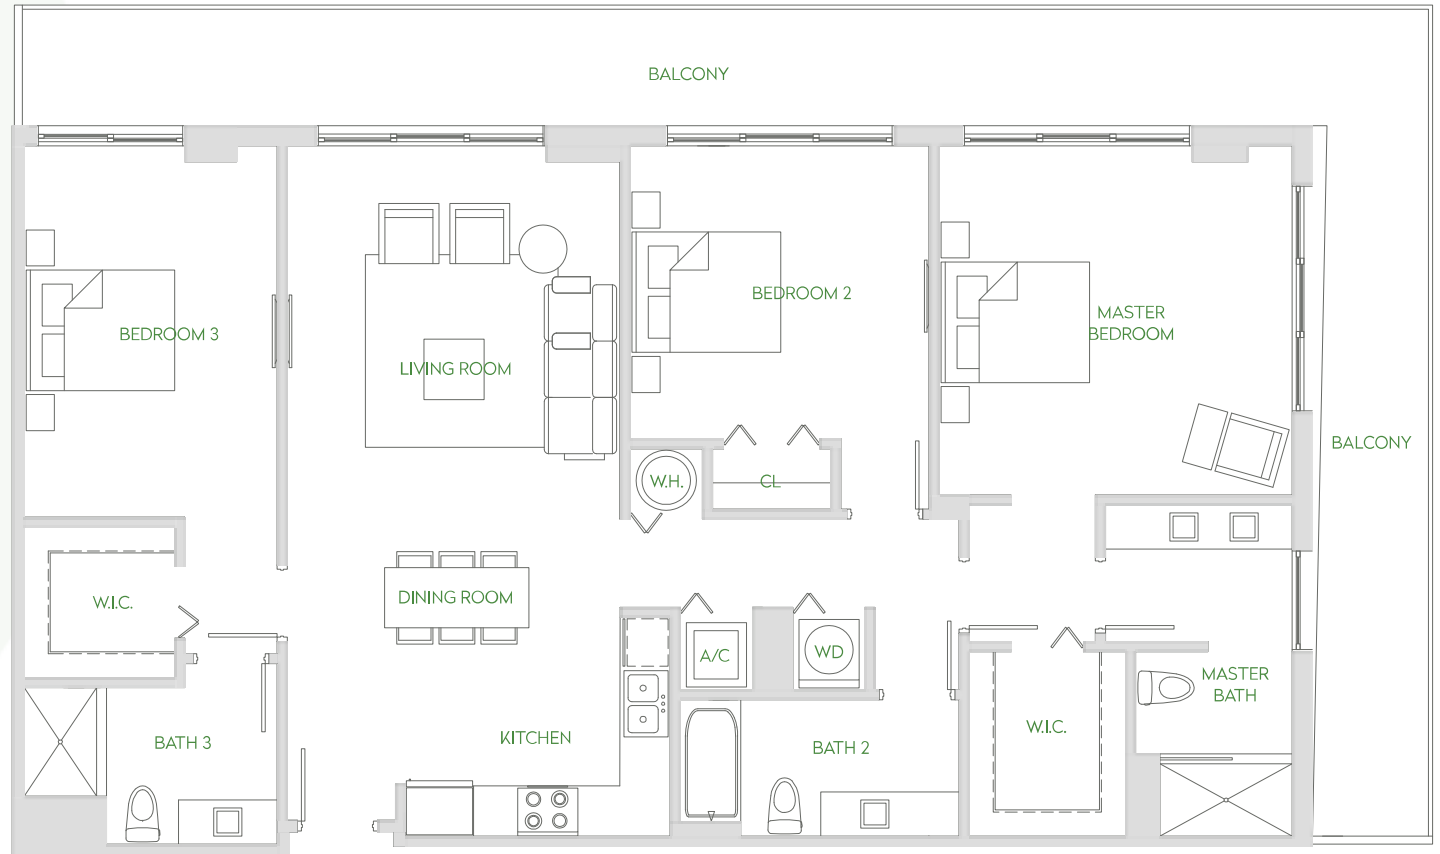 BALCONY
BEDROOM 3
LIVING ROOM
BEDROOM 2
MASTER
BEDROOM
BALCONY
W.H.
CL
W.I.C.
DINING ROOM
A/C
WD
MASTER
BATH
BATH 3
KITCHEN
BATH 2
W.I.C.